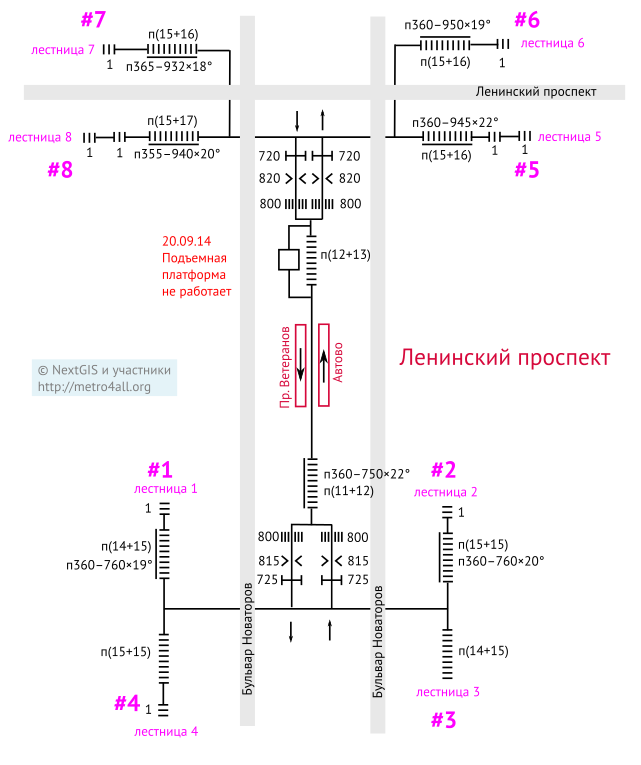 #7
лестница 7
п(15+16)
1
п365–932×18°
#6
п360–950×19°
лестница 6
п(15+16)
1
Ленинский проспект
лестница 8
п(15+17)
1
1
п355–940×20°
#8
п360–945×22°
лестница 5
п(15+16)
1
1
#5
720
720
820
820
800
800
20.09.14
Подъемная
платформа
не работает
п(12+13)
Пр. Ветеранов
Автово
Ленинский проспект
© NextGIS и участники
http://metro4all.org
#1
лестница 1
1
п(14+15)
п360–760×19°
п360–750×22°
п(11+12)
#2
лестница 2
1
п(15+15)
п360–760×20°
800
800
815
815
725
725
Бульвар Новаторов
Бульвар Новаторов
п(15+15)
#4
1
лестница 4
п(14+15)
лестница 3
#3